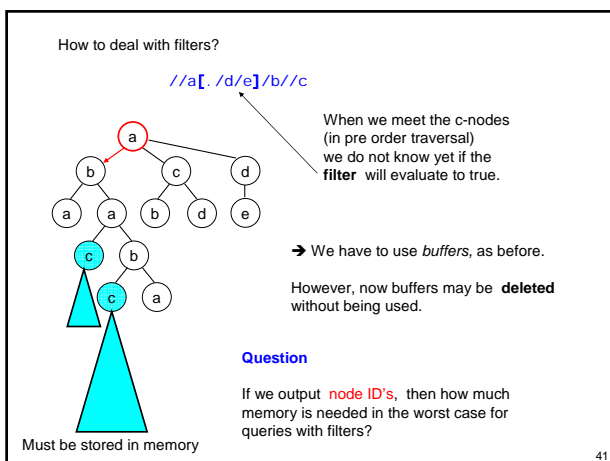 How to deal with filters?
//a[./d/e]/b//c
When we meet the c-nodes
(in pre order traversal)
we do not know yet if the
filter will evaluate to true.
a
b
c
d
a
a
b
d
e
c
b
c
a
➔ We have to use buffers, as before.
However, now buffers may be deleted
without being used.
Question
If we output node ID's, then how much
memory is needed in the worst case for
queries with filters?
Must be stored in memory
41